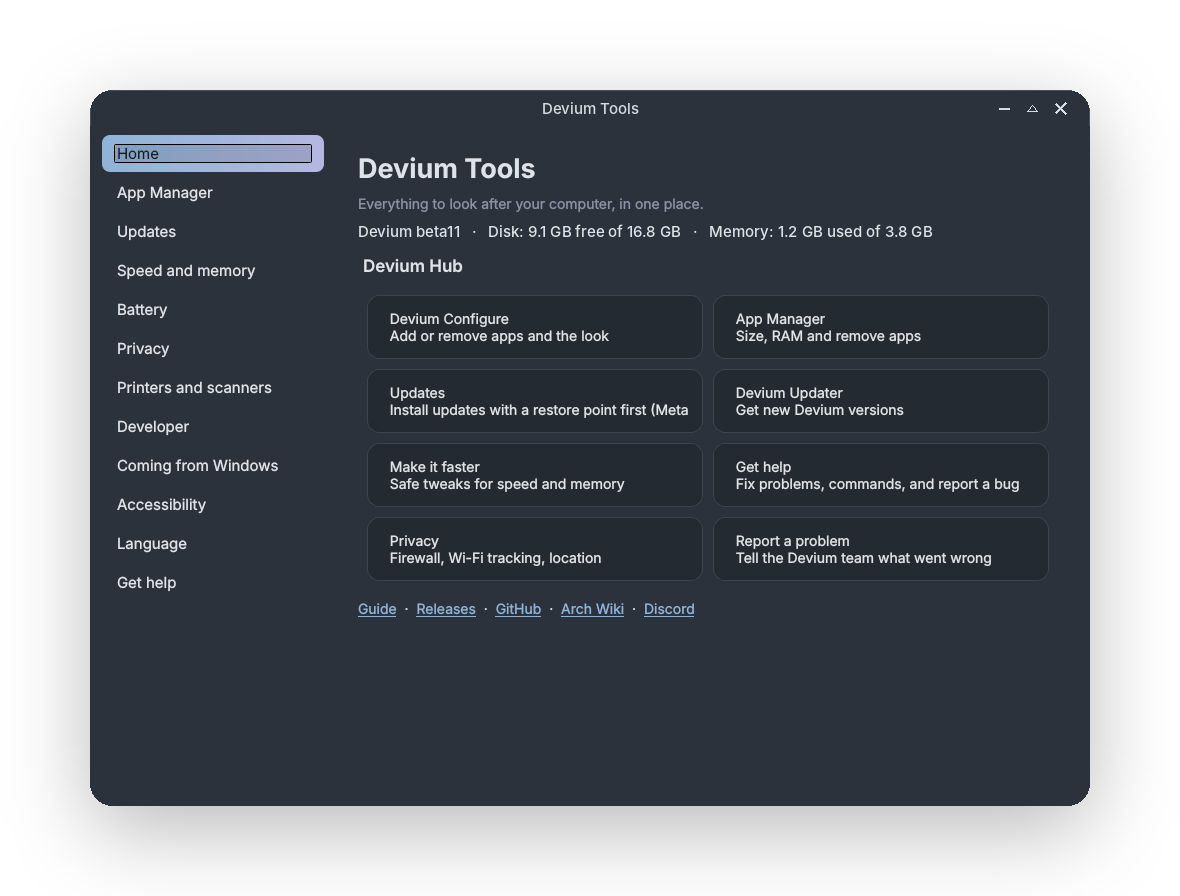 Devium Tools
Home
App Manager
Updates
Speed and memory
Battery
Privacy
Printers and scanners
Developer
Coming from Windows
Accessibility
Language
Get help
Devium Tools
Everything to look after your computer, in one place.
Devium beta11 · Disk: 9.1 GB free of 16.8 GB · Memory: 1.2 GB used of 3.8 GB
Devium Hub
Devium Configure
Add or remove apps and the look
App Manager
Size, RAM and remove apps
Updates
Install updates with a restore point first (Meta
Devium Updater
Get new Devium versions
Make it faster
Safe tweaks for speed and memory
Get help
Fix problems, commands, and report a bug
Privacy
Firewall, Wi-Fi tracking, location
Report a problem
Tell the Devium team what went wrong
Guide · Releases · GitHub · Arch Wiki · Discord